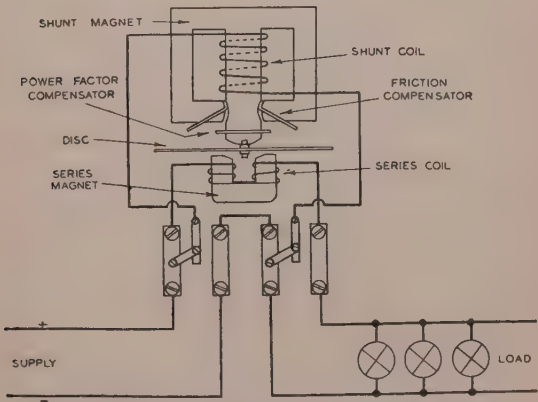 SHUNT MAGNET
SHUNT COIL
POWER FACTOR
COMPENSATOR
FRICTION
COMPENSATOR
DISC
SERIES COIL
SERIES
MAGNET
+
SUPPLY
LOAD
-